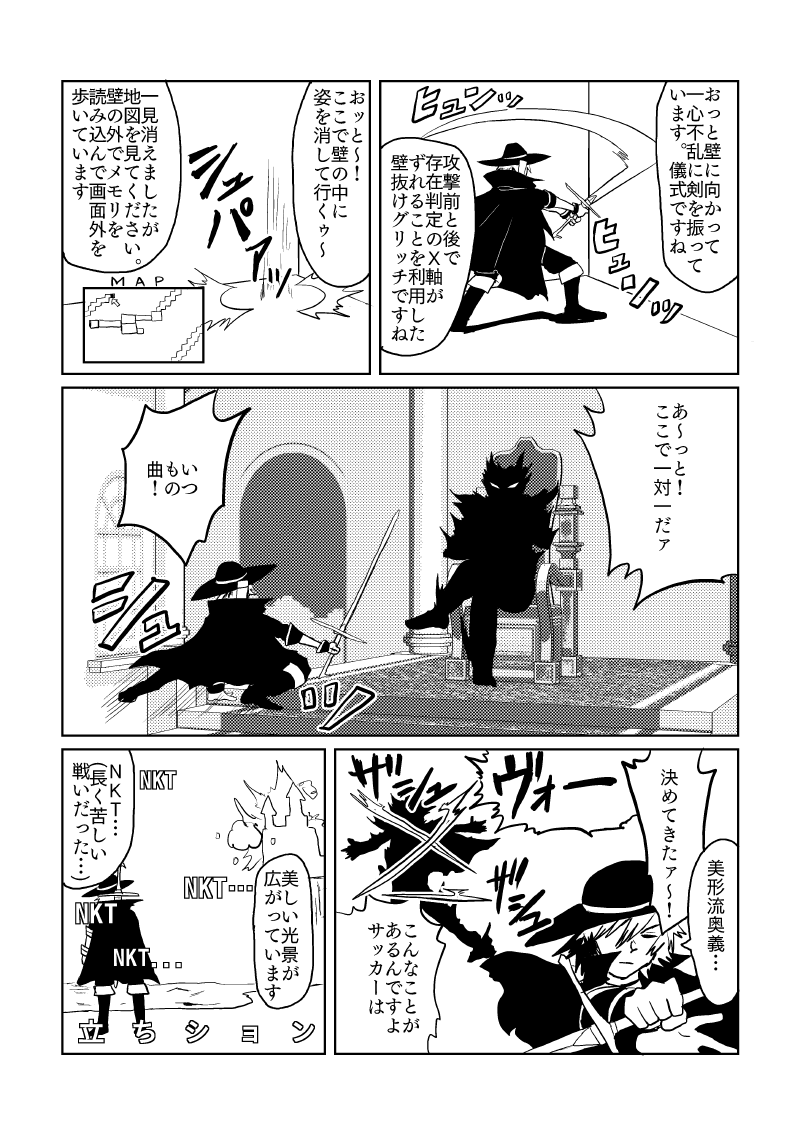 おっと壁に向かって
一心不乱に剣を振って
います。儀式ですね
ヒュンッ
攻撃前と後で
存在判定のX軸が
ずれることを利用した
壁抜けグリッチですね
ヒュンッ
おッと〜！
ここで壁の中に
姿を消して行くゥ〜
シュパァッ
一見消えましたが
地図を見てください。
壁の外でメモリを
読み込んで画面外を
歩いています
MAP
あ〜っと！
ここで一対一だァ
いつ
もの
曲！
シュッッ
決めてきたァ〜！
美形流奥義…
ヴォー
ザシュ
こんなことが
あるんですよ
サッカーは
NKT
美しい光景が
広がっています
NKT…
（長く苦しい
戦いだった…
NKT…
NKT
NKT...
立ちション